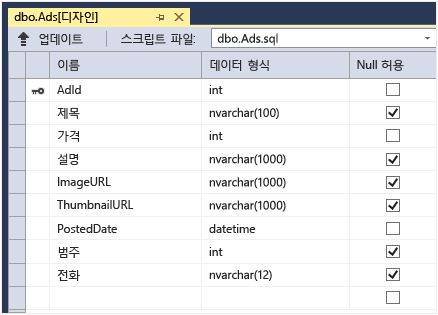 dbo.Ads[디자인]
업데이트 스크립트 파일: dbo.Ads.sql
이름 데이터 형식 Null 허용
AdId int
제목 nvarchar(100)
가격 int
설명 nvarchar(1000)
ImageURL nvarchar(1000)
ThumbnailURL nvarchar(1000)
PostedDate datetime
범주 int
전화 nvarchar(12)